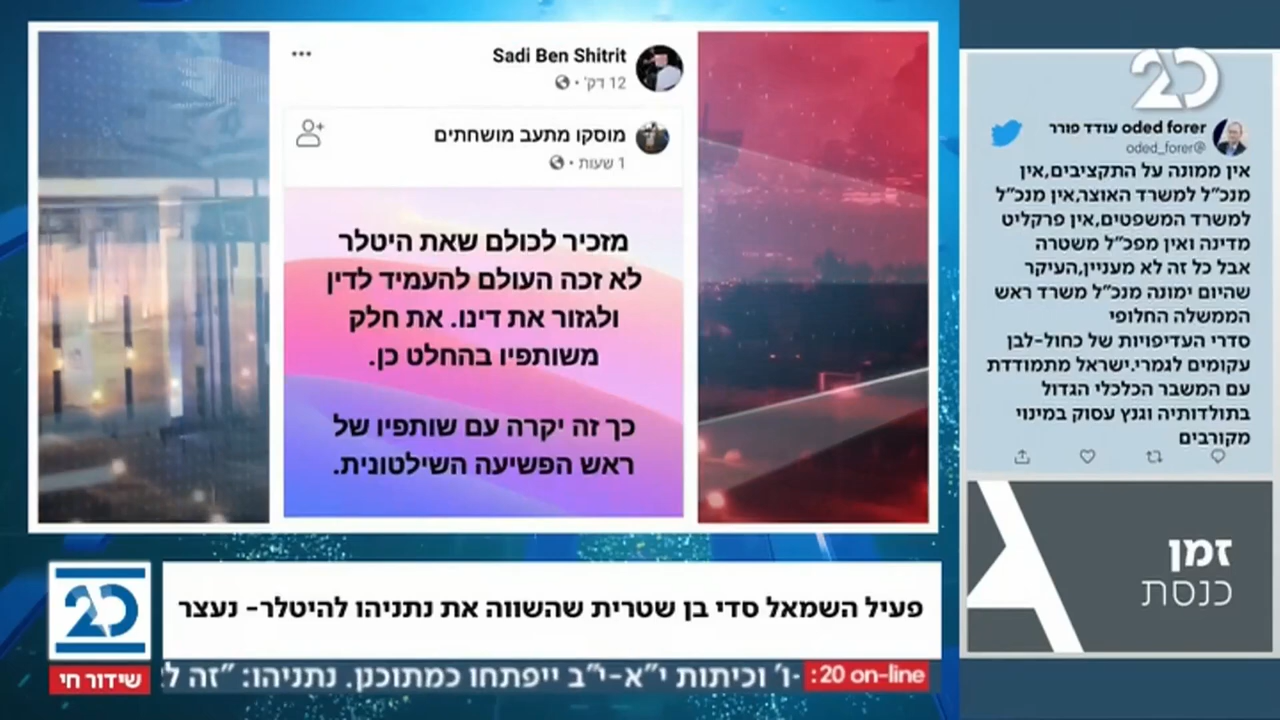 Sadi Ben Shitrit
12 דק'
מוסקו מתעב מושחתים
1 שעות
מזכיר לכולם שאת היטלר
לא זכה העולם להעמיד לדין
ולגזור את דינו. את חלק
משותפיו בהחלט כן.
כך זה יקרה עם שותפיו של
ראש הפשיעה השילטונית.
20
oded forer עודד פורר
@oded_forer
אין ממונה על התקציבים,אין
מנכ"ל למשרד האוצר,אין מנכ"ל
למשרד המשפטים,אין פרקליט
מדינה ואין מפכ"ל משטרה
אבל כל זה לא מעניין,העיקר
שהיום ימונה מנכ"ל משרד ראש
הממשלה החלופי
סדרי העדיפויות של כחול-לבן
עקומים לגמרי.ישראל מתמודדת
עם המשבר הכלכלי הגדול
בתולדותיה וגנץ עסוק במינוי
מקורבים
זמן
כנסת
20
פעיל השמאל סדי בן שטרית שהשווה את נתניהו להיטלר- נעצר
שידור חי
20 on-line:
-ו' וכיתות י"א-י"ב ייפתחו כמתוכנן. נתניהו: "זה